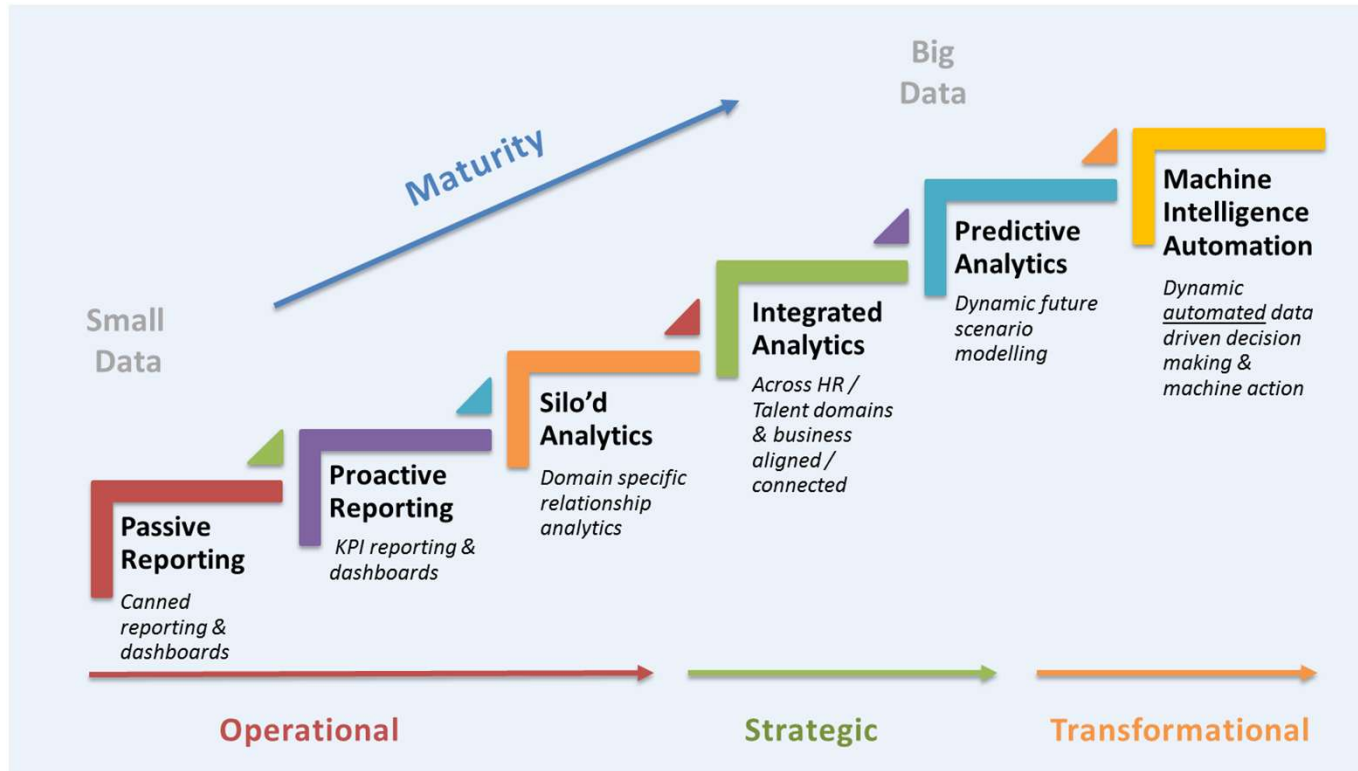 Big
Data
Maturity
Small
Data
Machine
Intelligence
Automation
Dynamic
automated data
driven decision
making &
machine action
Predictive
Analytics
Dynamic future
scenario
modelling
Integrated
Analytics
Across HR /
Talent domains
& business
aligned /
connected
Silo’d
Analytics
Domain specific
relationship
analytics
Proactive
Reporting
KPI reporting &
dashboards
Passive
Reporting
Canned
reporting &
dashboards
Operational
Strategic
Transformational